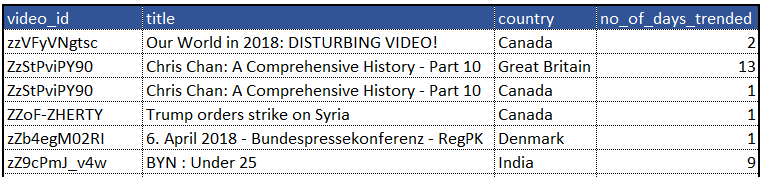 video_id title country no_of_days_trended
zzVFyVNgtsc Our World in 2018: DISTURBING VIDEO! Canada 2
ZzStPviPY90 Chris Chan: A Comprehensive History - Part 10 Great Britain 13
ZzStPviPY90 Chris Chan: A Comprehensive History - Part 10 Canada 1
ZZoF-ZHERTY Trump orders strike on Syria Canada 1
zZb4egM02RI 6. April 2018 - Bundespressekonferenz - RegPK Denmark 1
zZ9cPmJ_v4w BYN : Under 25 India 9